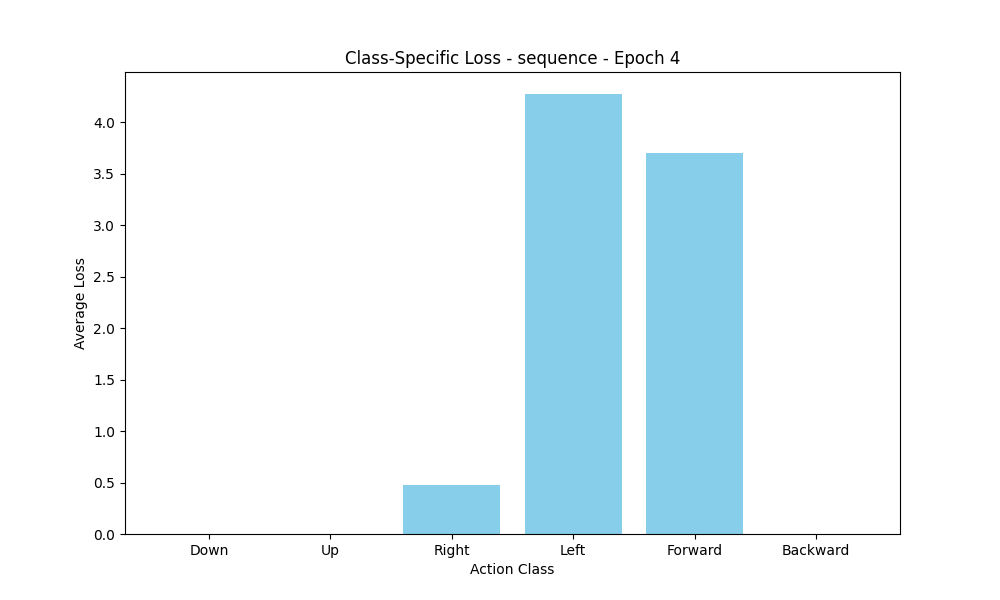 Class-Specific Loss - sequence - Epoch 4
4.0
3.5
3.0
2.5
2.0
1.5
1.0
0.5
0.0
Average Loss
Down Up Right Left Forward Backward
Action Class